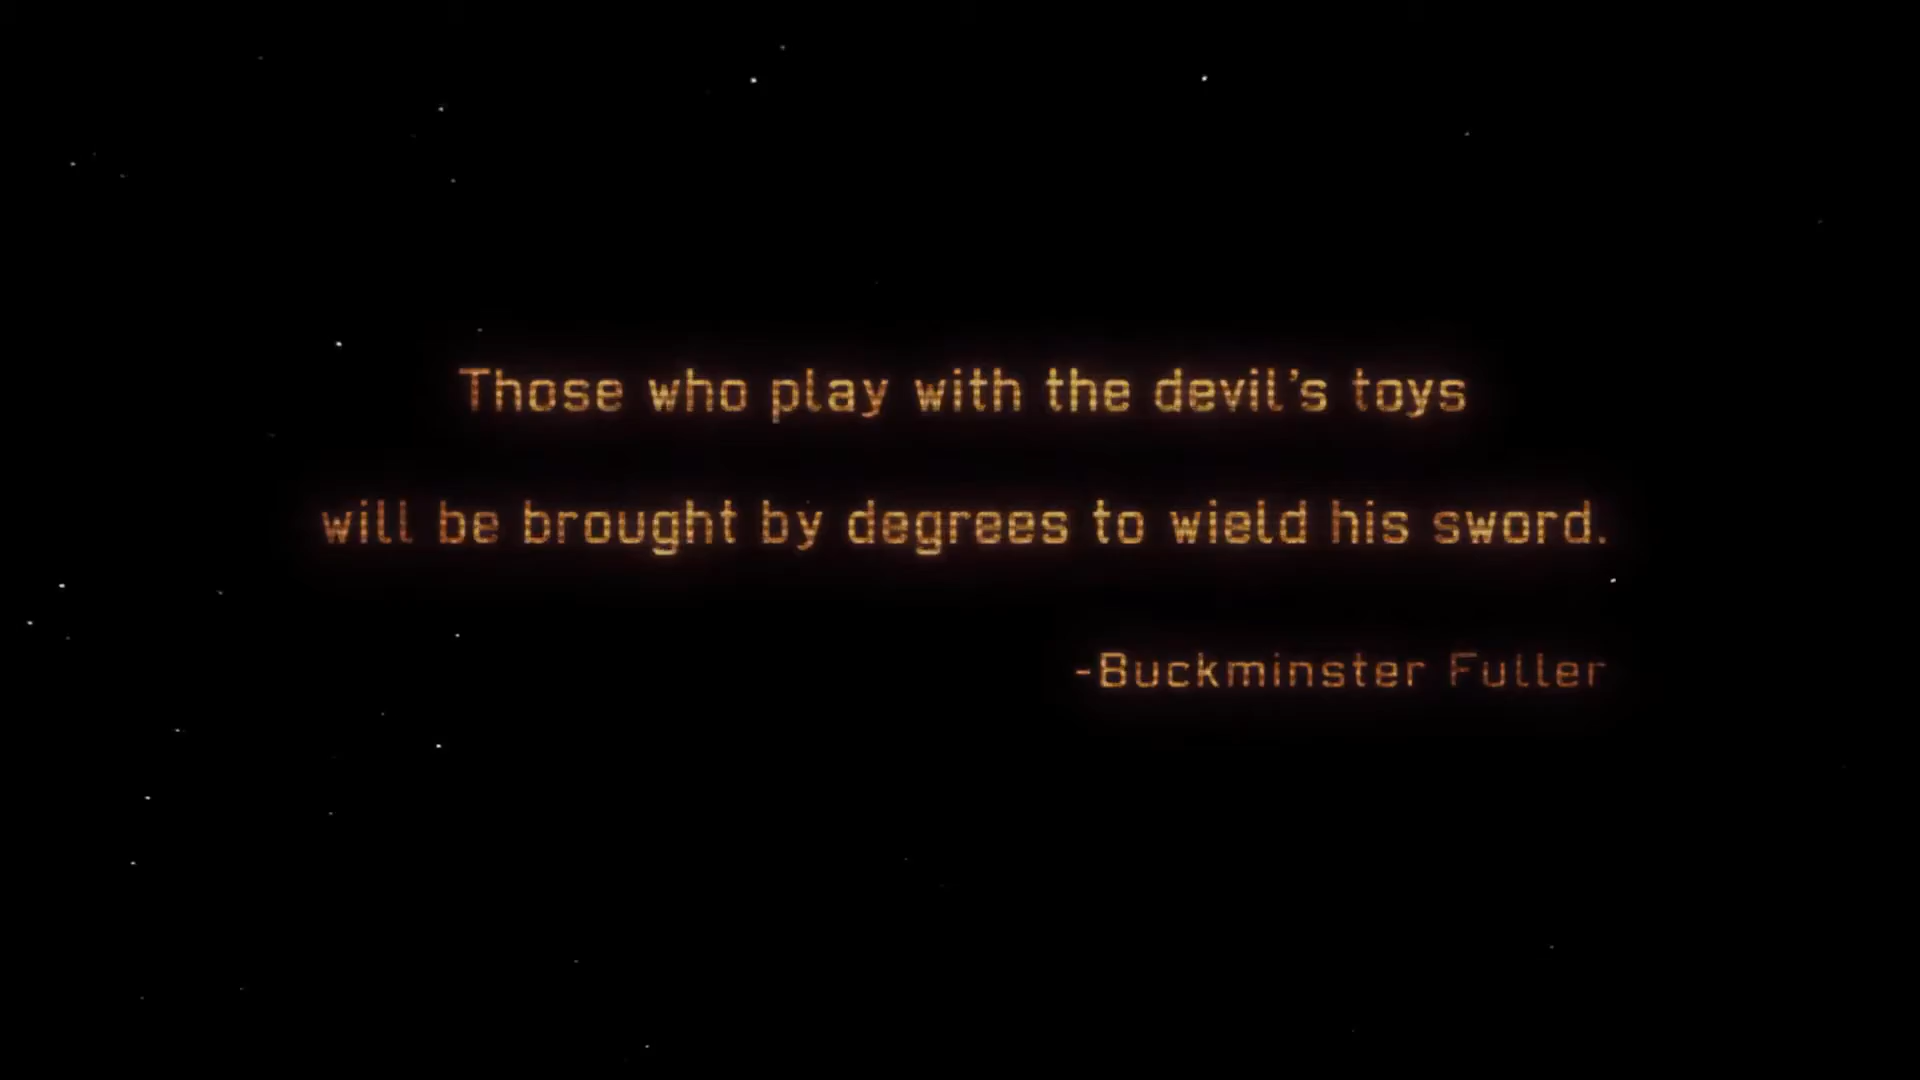 Those who play with the devil’s toys
will be brought by degrees to wield his sword.
-Buckminster Fuller